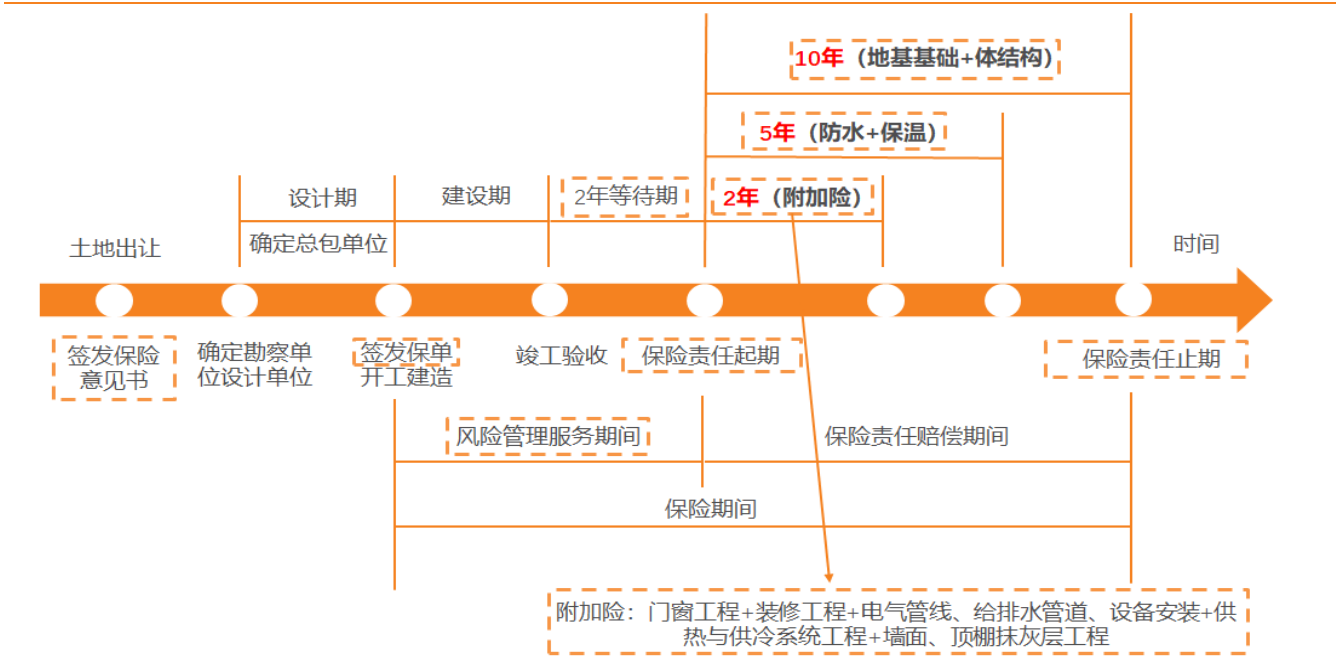 10年（地基基础+体结构）
5年（防水+保温）
设计期
建设期
2年等待期
2年（附加险）
土地出让
确定总包单位
时间
签发保险
意见书
确定勘察单
位设计单位
签发保单
开工建造
竣工验收
保险责任起期
保险责任止期
风险管理服务期间
保险责任赔偿期间
保险期间
附加险：门窗工程+装修工程+电气管线、给排水管道、设备安装+供
热与供冷系统工程+墙面、顶棚抹灰层工程